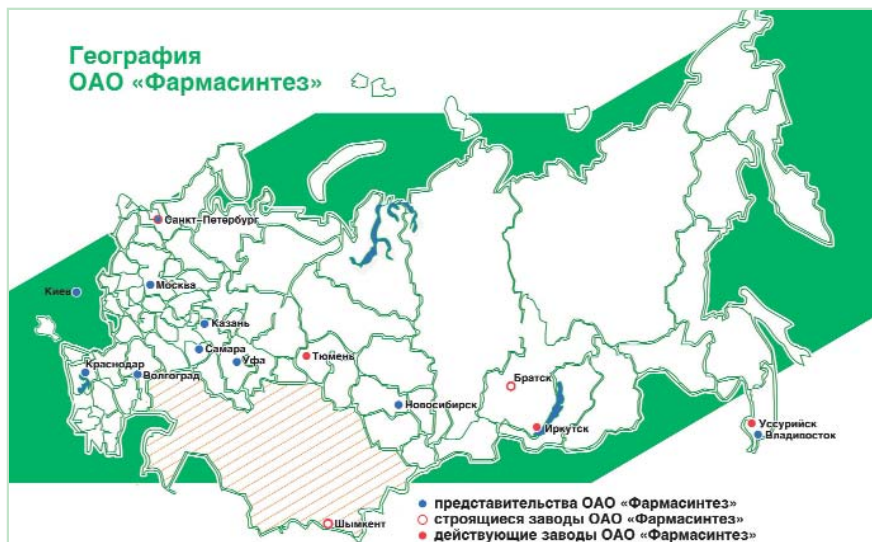 География
ОАО «Фармасинтез»
Санкт-Петербург
Киев
Москва
Казань
Самара
Уфа
Тюмень
Краснодар
Волгоград
Новосибирск
Братск
Иркутск
Уссурийск
Владивосток
Шымкент
представительства ОАО «Фармасинтез»
строящиеся заводы ОАО «Фармасинтез»
действующие заводы ОАО «Фармасинтез»